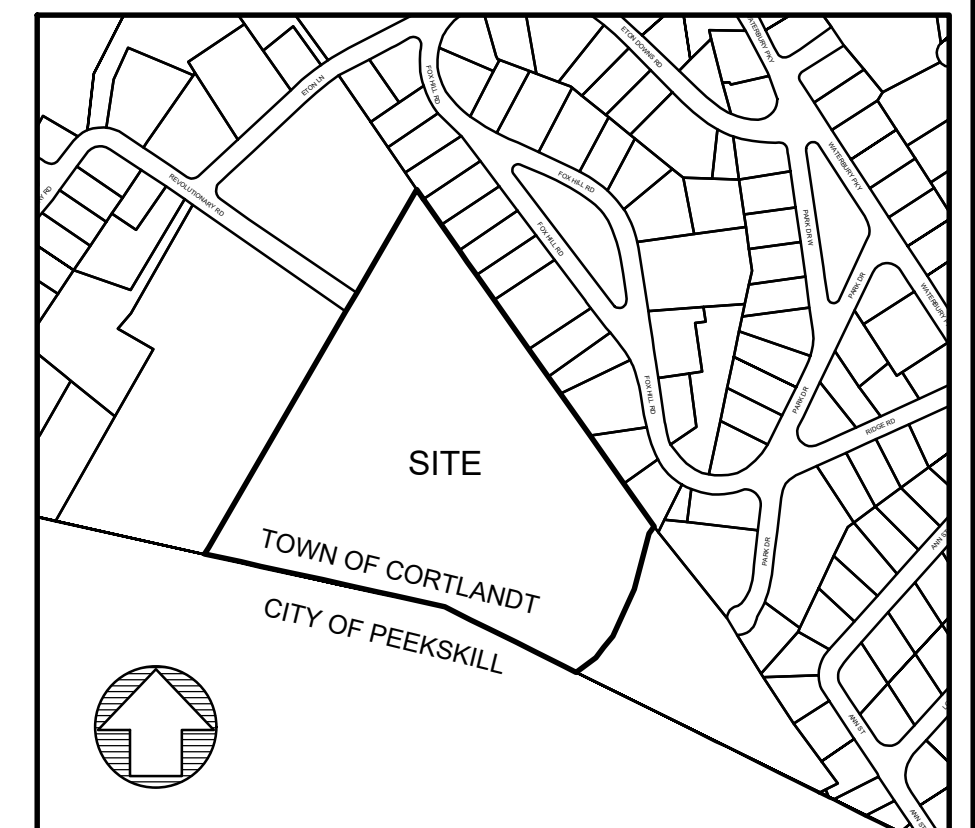 ETON DOWNS RD
WATERBURY PKY
ETON LN
FOX HILL RD
WATERBURY PKY
REVOLUTIONARY RD
FOX HILL RD
Y RD
PARK DR W
FOX HILL RD
PARK DR
WATERBURY P
FOX HILL RD
PARK DR
RIDGE RD
SITE
TOWN OF CORTLANDT
CITY OF PEEKSKILL
PARK DR
ANN S
ANN ST
ANN ST